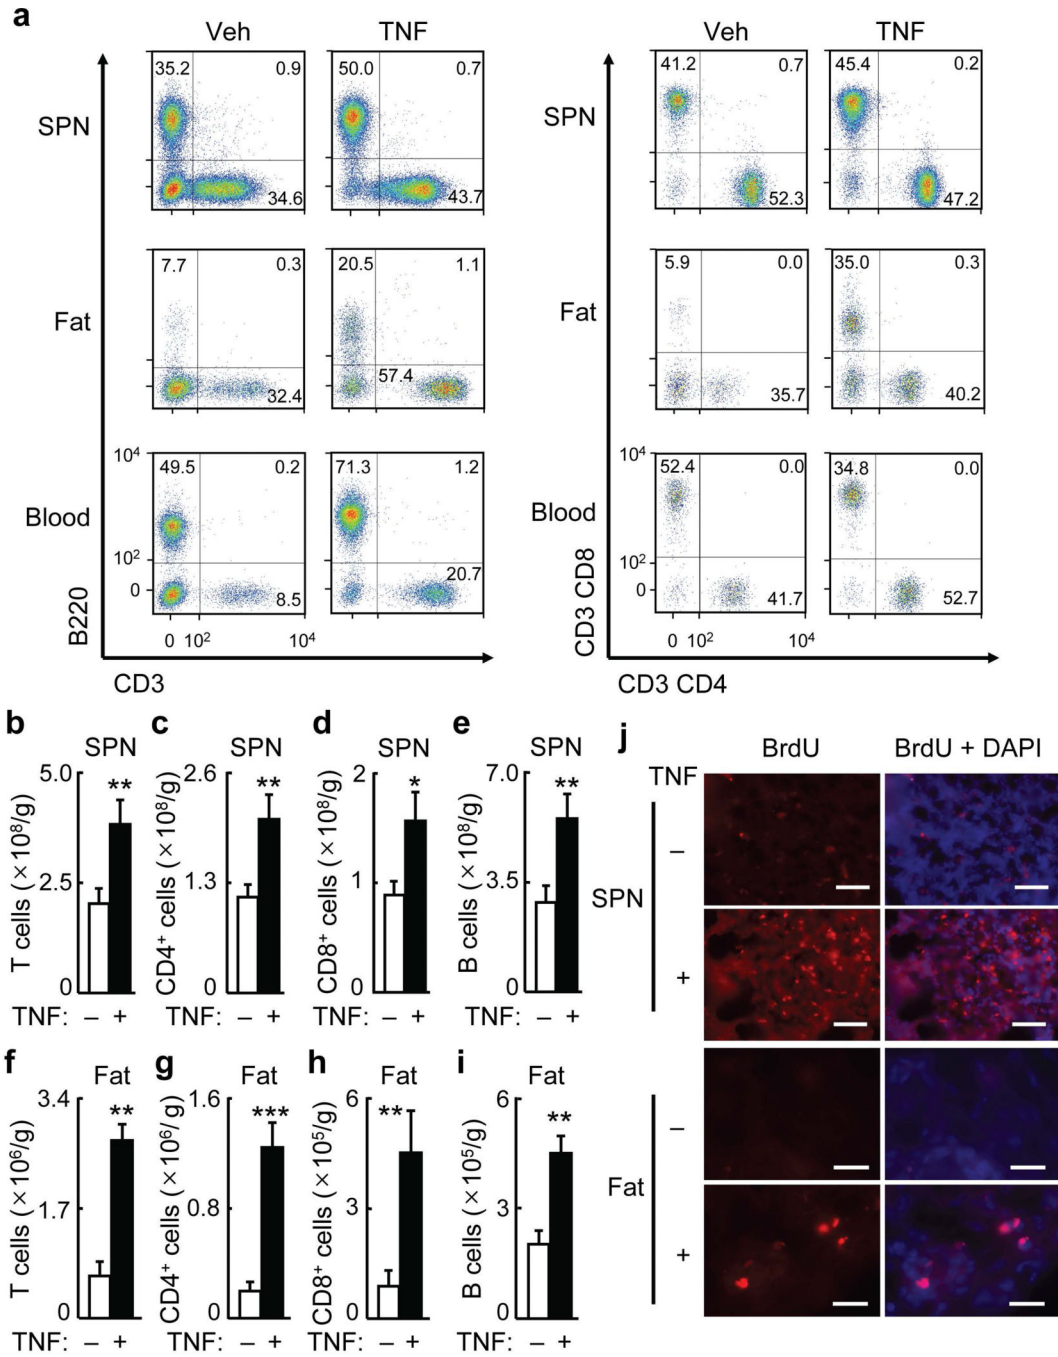 a
Veh TNF Veh TNF
SPN 35.2 0.9 50.0 0.7 SPN 41.2 0.7 45.4 0.2
34.6 43.7 52.3 47.2
Fat 7.7 0.3 20.5 1.1 Fat 5.9 0.0 35.0 0.3
32.4 57.4 35.7 40.2
Blood 10⁴ 49.5 0.2 71.3 1.2 Blood 10⁴ 52.4 0.0 34.8 0.0
10² 10²
0 8.5 20.7 0 41.7 52.7
B220 CD3 CD8
0 10² 10⁴ 0 10² 10⁴
CD3 CD3 CD4
b c d e j
SPN SPN SPN SPN BrdU BrdU + DAPI
T cells (×10⁸/g) 5.0 2.5 0 **
CD4⁺ cells (×10⁸/g) 2.6 1.3 0 **
CD8⁺ cells (×10⁸/g) 2 1 0 *
B cells (×10⁸/g) 7.0 3.5 0 **
TNF: – + – + – + – +
TNF
SPN – +
Fat – +
f g h i
Fat Fat Fat Fat
T cells (×10⁶/g) 3.4 1.7 0 **
CD4⁺ cells (×10⁶/g) 1.6 0.8 0 ***
CD8⁺ cells (×10⁵/g) 6 3 0 **
B cells (×10⁵/g) 6 3 0 **
TNF: – + – + – + – +